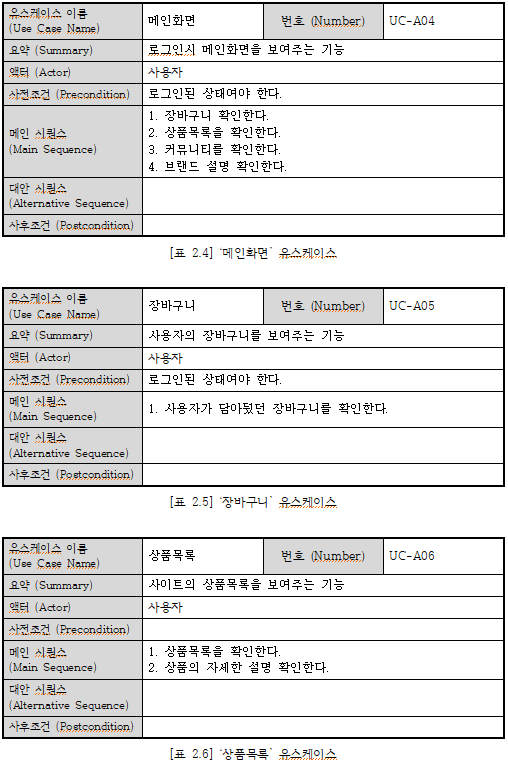 유스케이스 이름
(Use Case Name)
메인화면
번호 (Number)
UC-A04
요약 (Summary)
로그인시 메인화면을 보여주는 기능
액터 (Actor)
사용자
사전조건 (Precondition)
로그인된 상태여야 한다.
메인 시퀀스
(Main Sequence)
1. 장바구니 확인한다.
2. 상품목록을 확인한다.
3. 커뮤니티를 확인한다.
4. 브랜드 설명 확인한다.
대안 시퀀스
(Alternative Sequence)
사후조건 (Postcondition)
[표 2.4] ‘메인화면’ 유스케이스
유스케이스 이름
(Use Case Name)
장바구니
번호 (Number)
UC-A05
요약 (Summary)
사용자의 장바구니를 보여주는 기능
액터 (Actor)
사용자
사전조건 (Precondition)
로그인된 상태여야 한다.
메인 시퀀스
(Main Sequence)
1. 사용자가 담아뒀던 장바구니를 확인한다.
대안 시퀀스
(Alternative Sequence)
사후조건 (Postcondition)
[표 2.5] ‘장바구니’ 유스케이스
유스케이스 이름
(Use Case Name)
상품목록
번호 (Number)
UC-A06
요약 (Summary)
사이트의 상품목록을 보여주는 기능
액터 (Actor)
사용자
사전조건 (Precondition)
메인 시퀀스
(Main Sequence)
1. 상품목록을 확인한다.
2. 상품의 자세한 설명 확인한다.
대안 시퀀스
(Alternative Sequence)
사후조건 (Postcondition)
[표 2.6] ‘상품목록’ 유스케이스